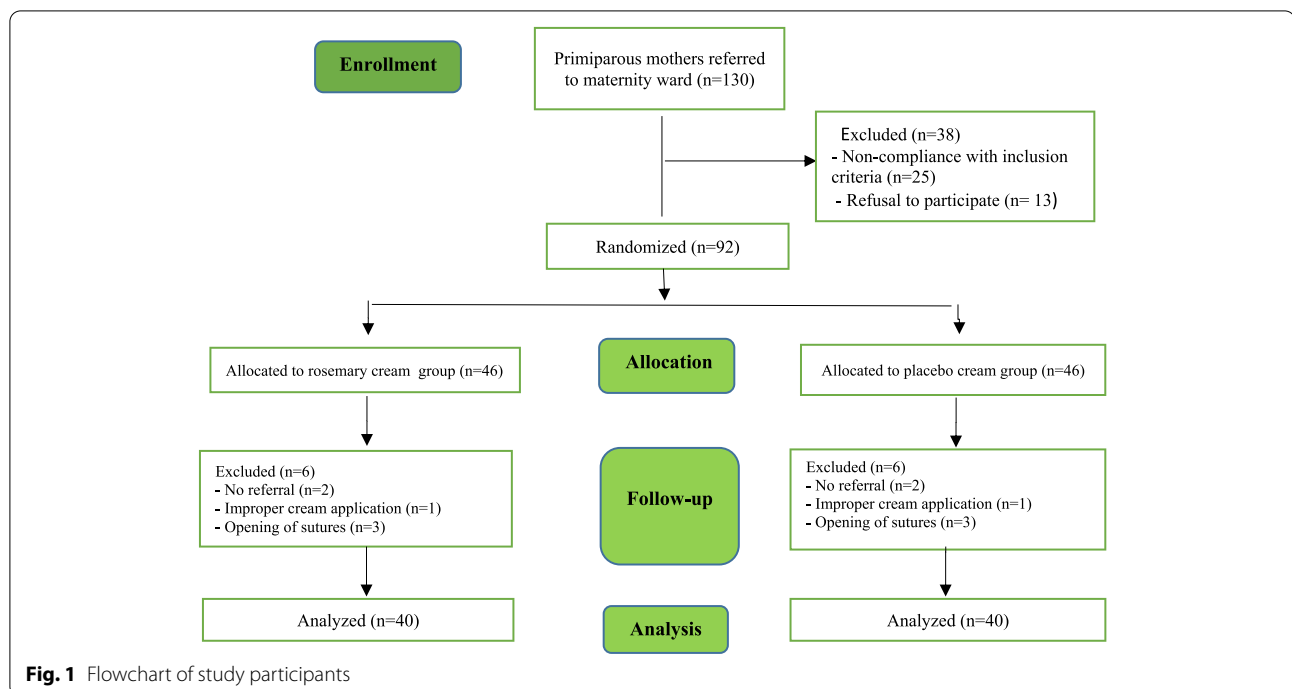 Enrollment
Primiparous mothers referred
to maternity ward (n=130)
Excluded (n=38)
- Non-compliance with inclusion
criteria (n=25)
- Refusal to participate (n= 13)
Randomized (n=92)
Allocation
Allocated to rosemary cream group (n=46)
Allocated to placebo cream group (n=46)
Excluded (n=6)
- No referral (n=2)
- Improper cream application (n=1)
- Opening of sutures (n=3)
Follow-up
Excluded (n=6)
- No referral (n=2)
- Improper cream application (n=1)
- Opening of sutures (n=3)
Analyzed (n=40)
Analysis
Analyzed (n=40)
Fig. 1 Flowchart of study participants